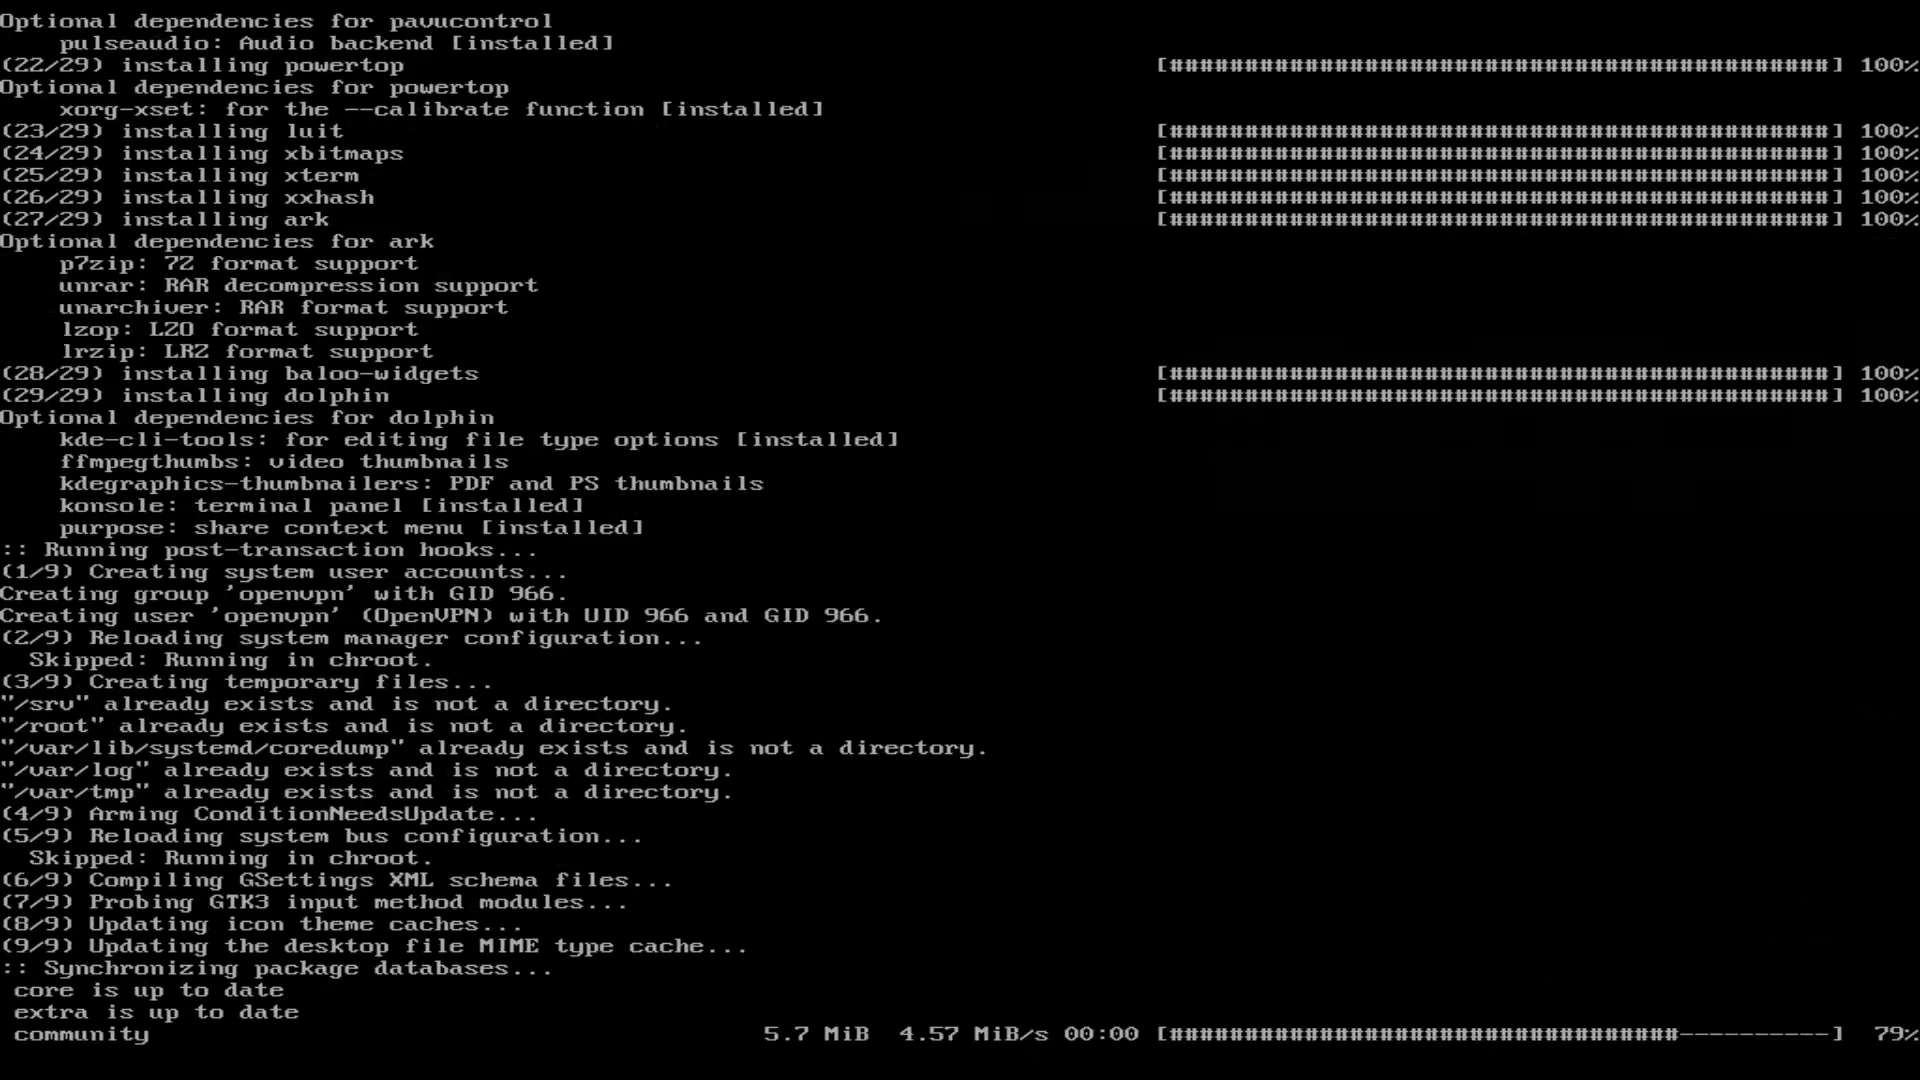 Optional dependencies for pavucontrol
pulseaudio: Audio backend [installed]
(22/29) installing powertop [############################################] 100%
Optional dependencies for powertop
xorg-xset: for the --calibrate function [installed]
(23/29) installing luit [############################################] 100%
(24/29) installing xbitmaps [############################################] 100%
(25/29) installing xterm [############################################] 100%
(26/29) installing xxhash [############################################] 100%
(27/29) installing ark [############################################] 100%
Optional dependencies for ark
p7zip: 7Z format support
unrar: RAR decompression support
unarchiver: RAR format support
lzop: LZO format support
lrzip: LRZ format support
(28/29) installing baloo-widgets [############################################] 100%
(29/29) installing dolphin [############################################] 100%
Optional dependencies for dolphin
kde-cli-tools: for editing file type options [installed]
ffmpegthumbs: video thumbnails
kdegraphics-thumbnailers: PDF and PS thumbnails
konsole: terminal panel [installed]
purpose: share context menu [installed]
:: Running post-transaction hooks...
(1/9) Creating system user accounts...
Creating group 'openvpn' with GID 966.
Creating user 'openvpn' (OpenVPN) with UID 966 and GID 966.
(2/9) Reloading system manager configuration...
Skipped: Running in chroot.
(3/9) Creating temporary files...
"/srv" already exists and is not a directory.
"/root" already exists and is not a directory.
"/var/lib/systemd/coredump" already exists and is not a directory.
"/var/log" already exists and is not a directory.
"/var/tmp" already exists and is not a directory.
(4/9) Arming ConditionNeedsUpdate...
(5/9) Reloading system bus configuration...
Skipped: Running in chroot.
(6/9) Compiling GSettings XML schema files...
(7/9) Probing GTK3 input method modules...
(8/9) Updating icon theme caches...
(9/9) Updating the desktop file MIME type cache...
:: Synchronizing package databases...
core is up to date
extra is up to date
community 5.7 MiB 4.57 MiB/s 00:00 [##################################----------] 79%